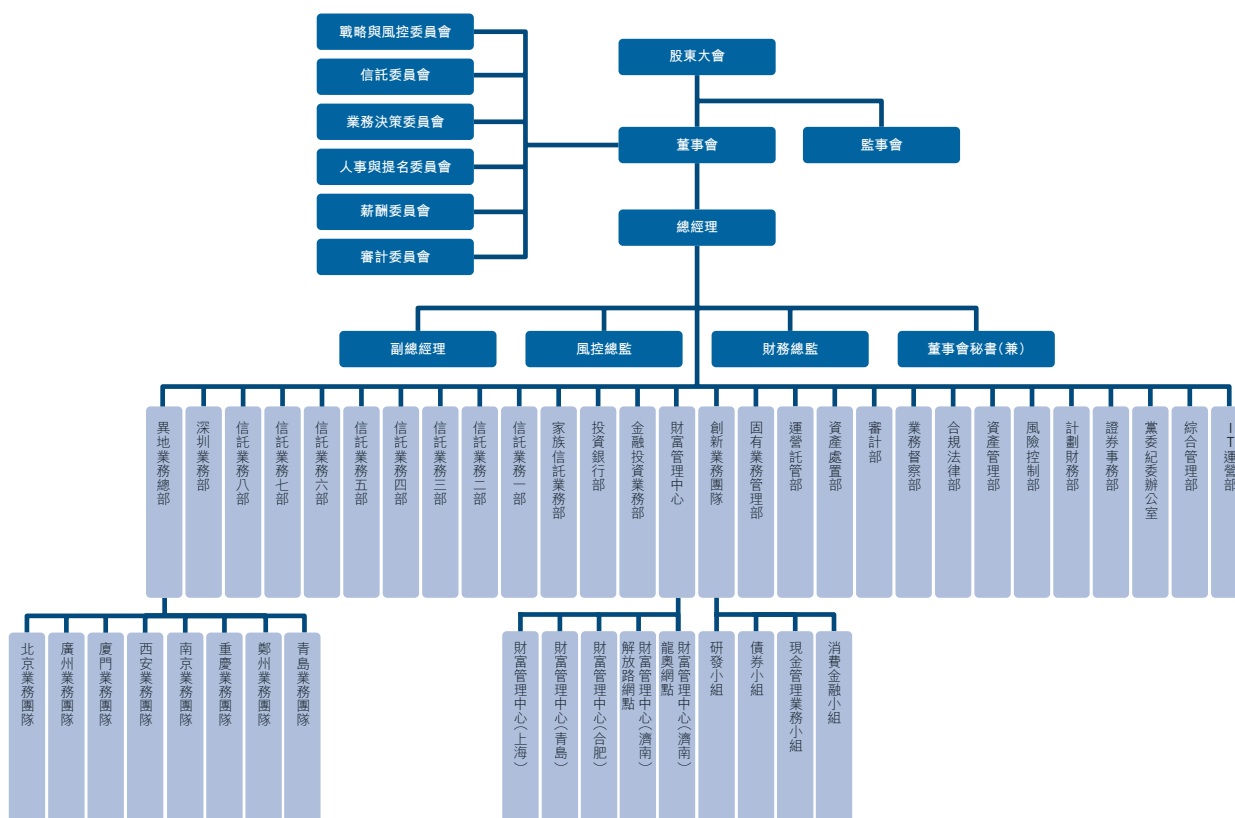 戰略與風控委員會
信託委員會
業務決策委員會
人事與提名委員會
薪酬委員會
審計委員會
股東大會
董事會
監事會
總經理
副總經理
風控總監
財務總監
董事會秘書(兼)
異地業務總部
深圳業務部
信託業務八部
信託業務七部
信託業務六部
信託業務五部
信託業務四部
信託業務三部
信託業務二部
信託業務一部
家族信託業務部
投資銀行部
金融投資業務部
財富管理中心
創新業務團隊
固有業務管理部
運營託管部
資產處置部
審計部
業務督察部
合規法律部
資產管理部
風險控制部
計劃財務部
證券事務部
黨委紀委辦公室
綜合管理部
IT運營部
北京業務團隊
廣州業務團隊
廈門業務團隊
西安業務團隊
南京業務團隊
重慶業務團隊
鄭州業務團隊
青島業務團隊
財富管理中心(上海)
財富管理中心(青島)
財富管理中心(合肥)
財富管理中心(濟南)
解放路網點
財富管理中心(濟南)
龍奧網點
研發小組
債券小組
現金管理業務小組
消費金融小組